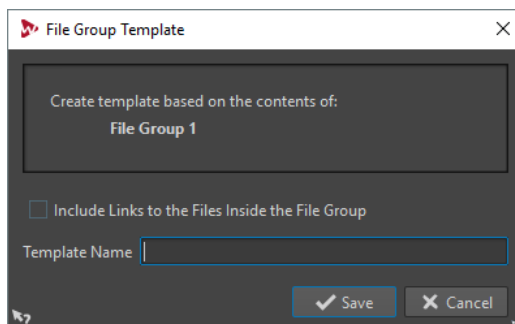 File Group Template
Create template based on the contents of:
File Group 1
Include Links to the Files Inside the File Group
Template Name
Save Cancel